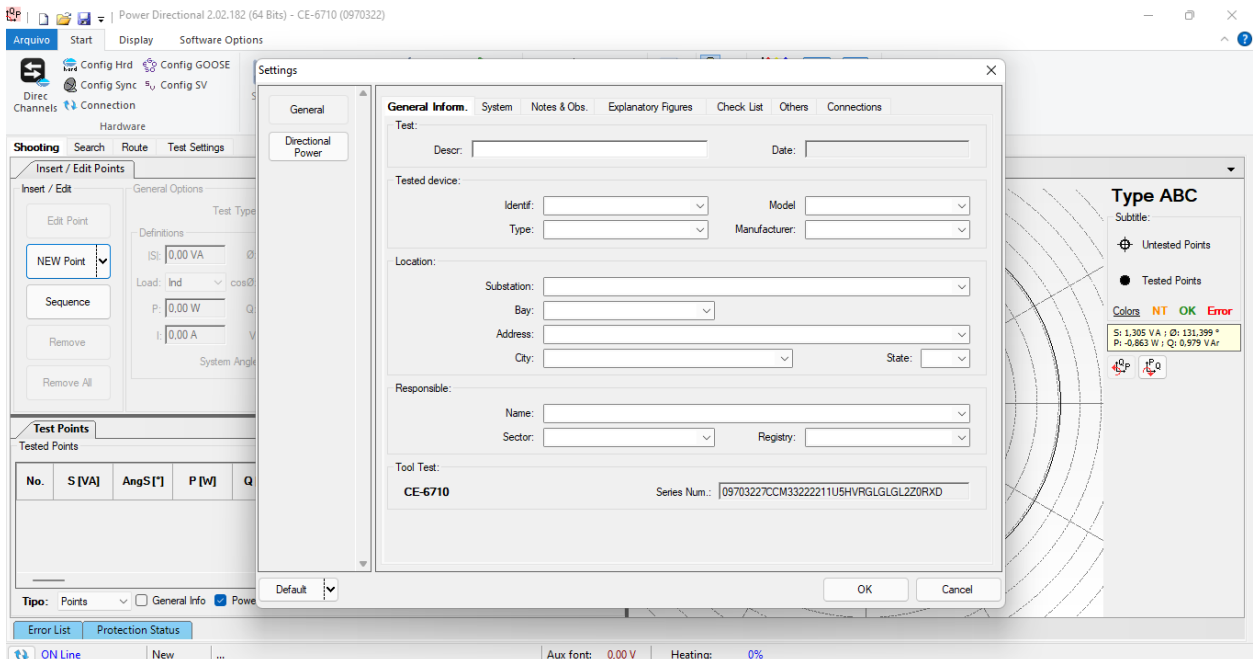 Power Directional 2.02.182 (64 Bits) - CE-6710 (0970322)
Arquivo Start Display Software Options
Config Hrd Config GOOSE
Config Sync Config SV
Direc Channels Connection
Hardware
Shooting Search Route Test Settings
Insert / Edit Points
Insert / Edit General Options
Edit Point Test Type
Definitions
NEW Point |S|: 0,00 VA Ø:
Load: Ind cosØ
Sequence P: 0,00 W Q:
Remove I: 0,00 A V
System Angle
Remove All
Test Points
Tested Points
No. S [VA] AngS [°] P [W] Q
Tipo: Points General Info Powe
Error List Protection Status
ON Line New ... Aux font: 0,00 V Heating: 0%
Settings
General
Directional Power
General Inform. System Notes & Obs. Explanatory Figures Check List Others Connections
Test:
Descr: Date:
Tested device:
Identif: Model
Type: Manufacturer:
Location:
Substation:
Bay:
Address:
City: State:
Responsible:
Name:
Sector: Registry:
Tool Test:
CE-6710 Series Num.: 09703227CCM33222211U5HVRGLGLGL2Z0RXD
Default OK Cancel
Type ABC
Subtitle:
Untested Points
Tested Points
Colors NT OK Error
S: 1,305 VA ; Ø: 131,399 °
P: -0,863 W ; Q: 0,979 VAr